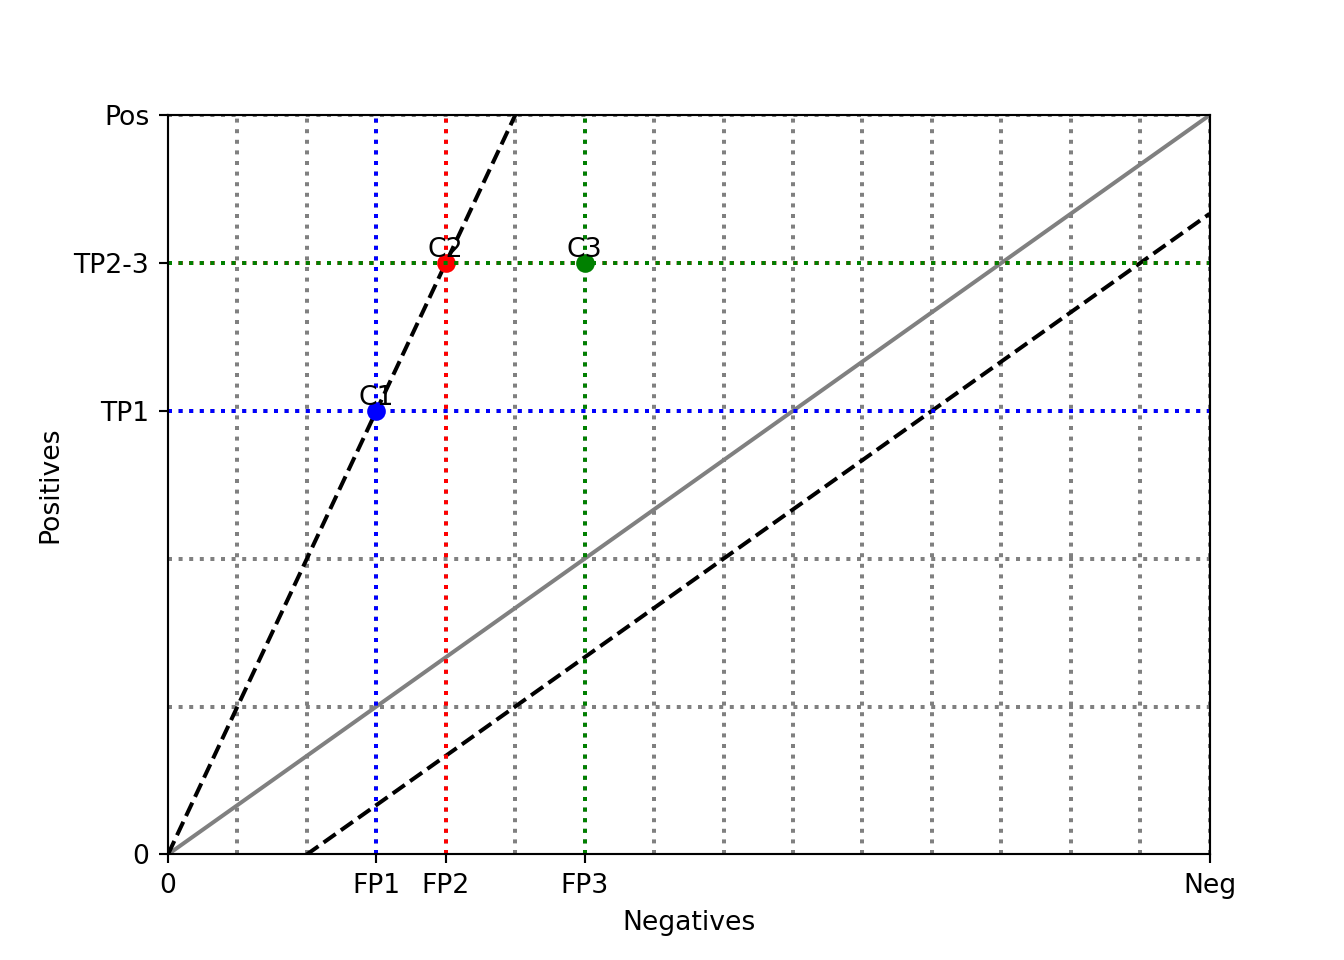 Pos
C2
C3
TP2-3
C1
TP1
Positives
0
0
FP1
FP2
FP3
Neg
Negatives